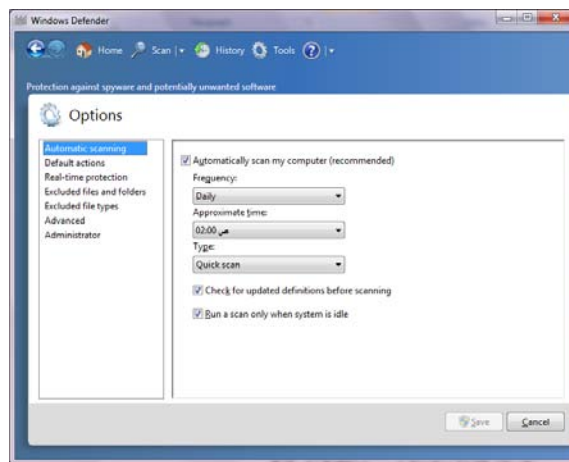 Windows Defender
Home Scan History Tools
Protection against spyware and potentially unwanted software
Options
Automatic scanning
Default actions
Real-time protection
Excluded files and folders
Excluded file types
Advanced
Administrator
Automatically scan my computer (recommended)
Frequency:
Daily
Approximate time:
02:00 ص
Type:
Quick scan
Check for updated definitions before scanning
Run a scan only when system is idle
Save Cancel